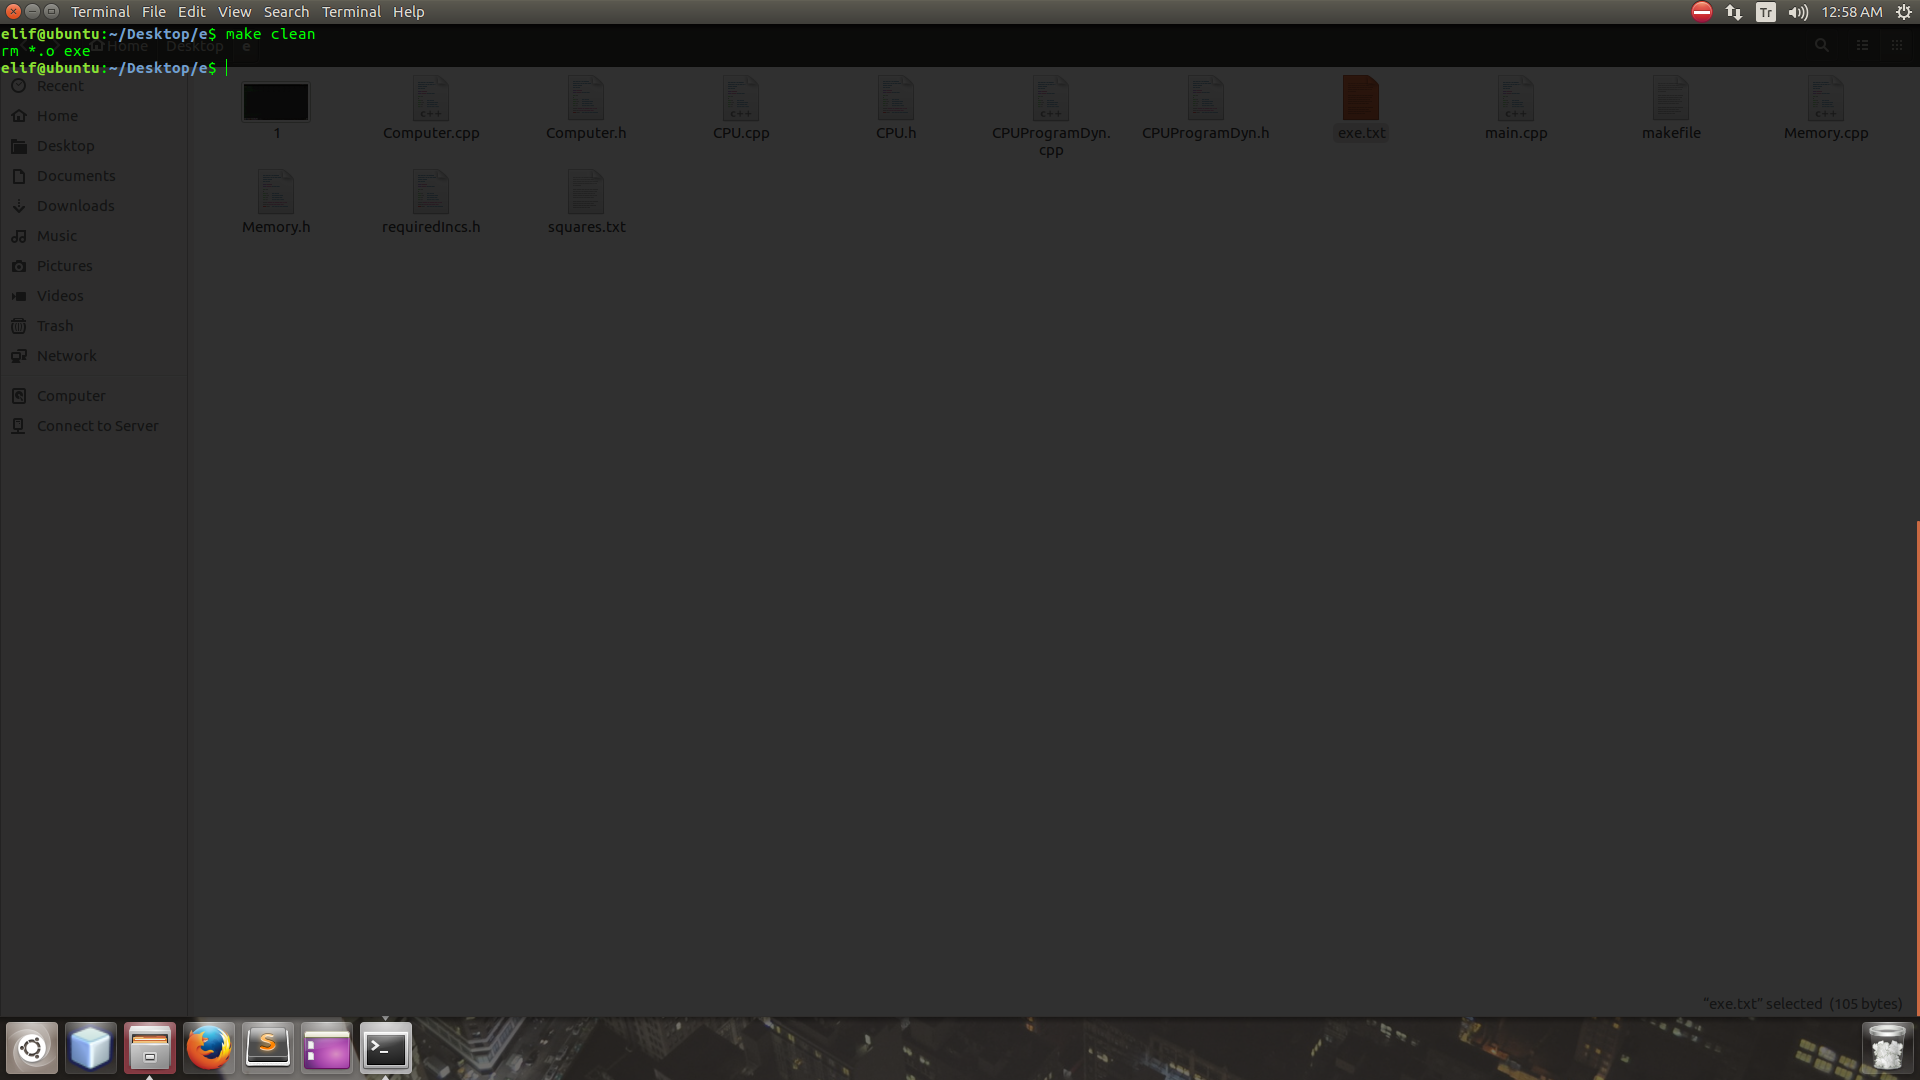 Terminal File Edit View Search Terminal Help
Tr 12:58 AM
elif@ubuntu:~/Desktop/e$ make clean
rm *.o exe
Home Desktop e
elif@ubuntu:~/Desktop/e$
Recent
Home
Desktop
Documents
Downloads
Music
Pictures
Videos
Trash
Network
Computer
Connect to Server
1
Computer.cpp
Computer.h
CPU.cpp
CPU.h
CPUProgramDyn.
cpp
CPUProgramDyn.h
exe.txt
main.cpp
makefile
Memory.cpp
Memory.h
requiredIncs.h
squares.txt
"exe.txt" selected (105 bytes)